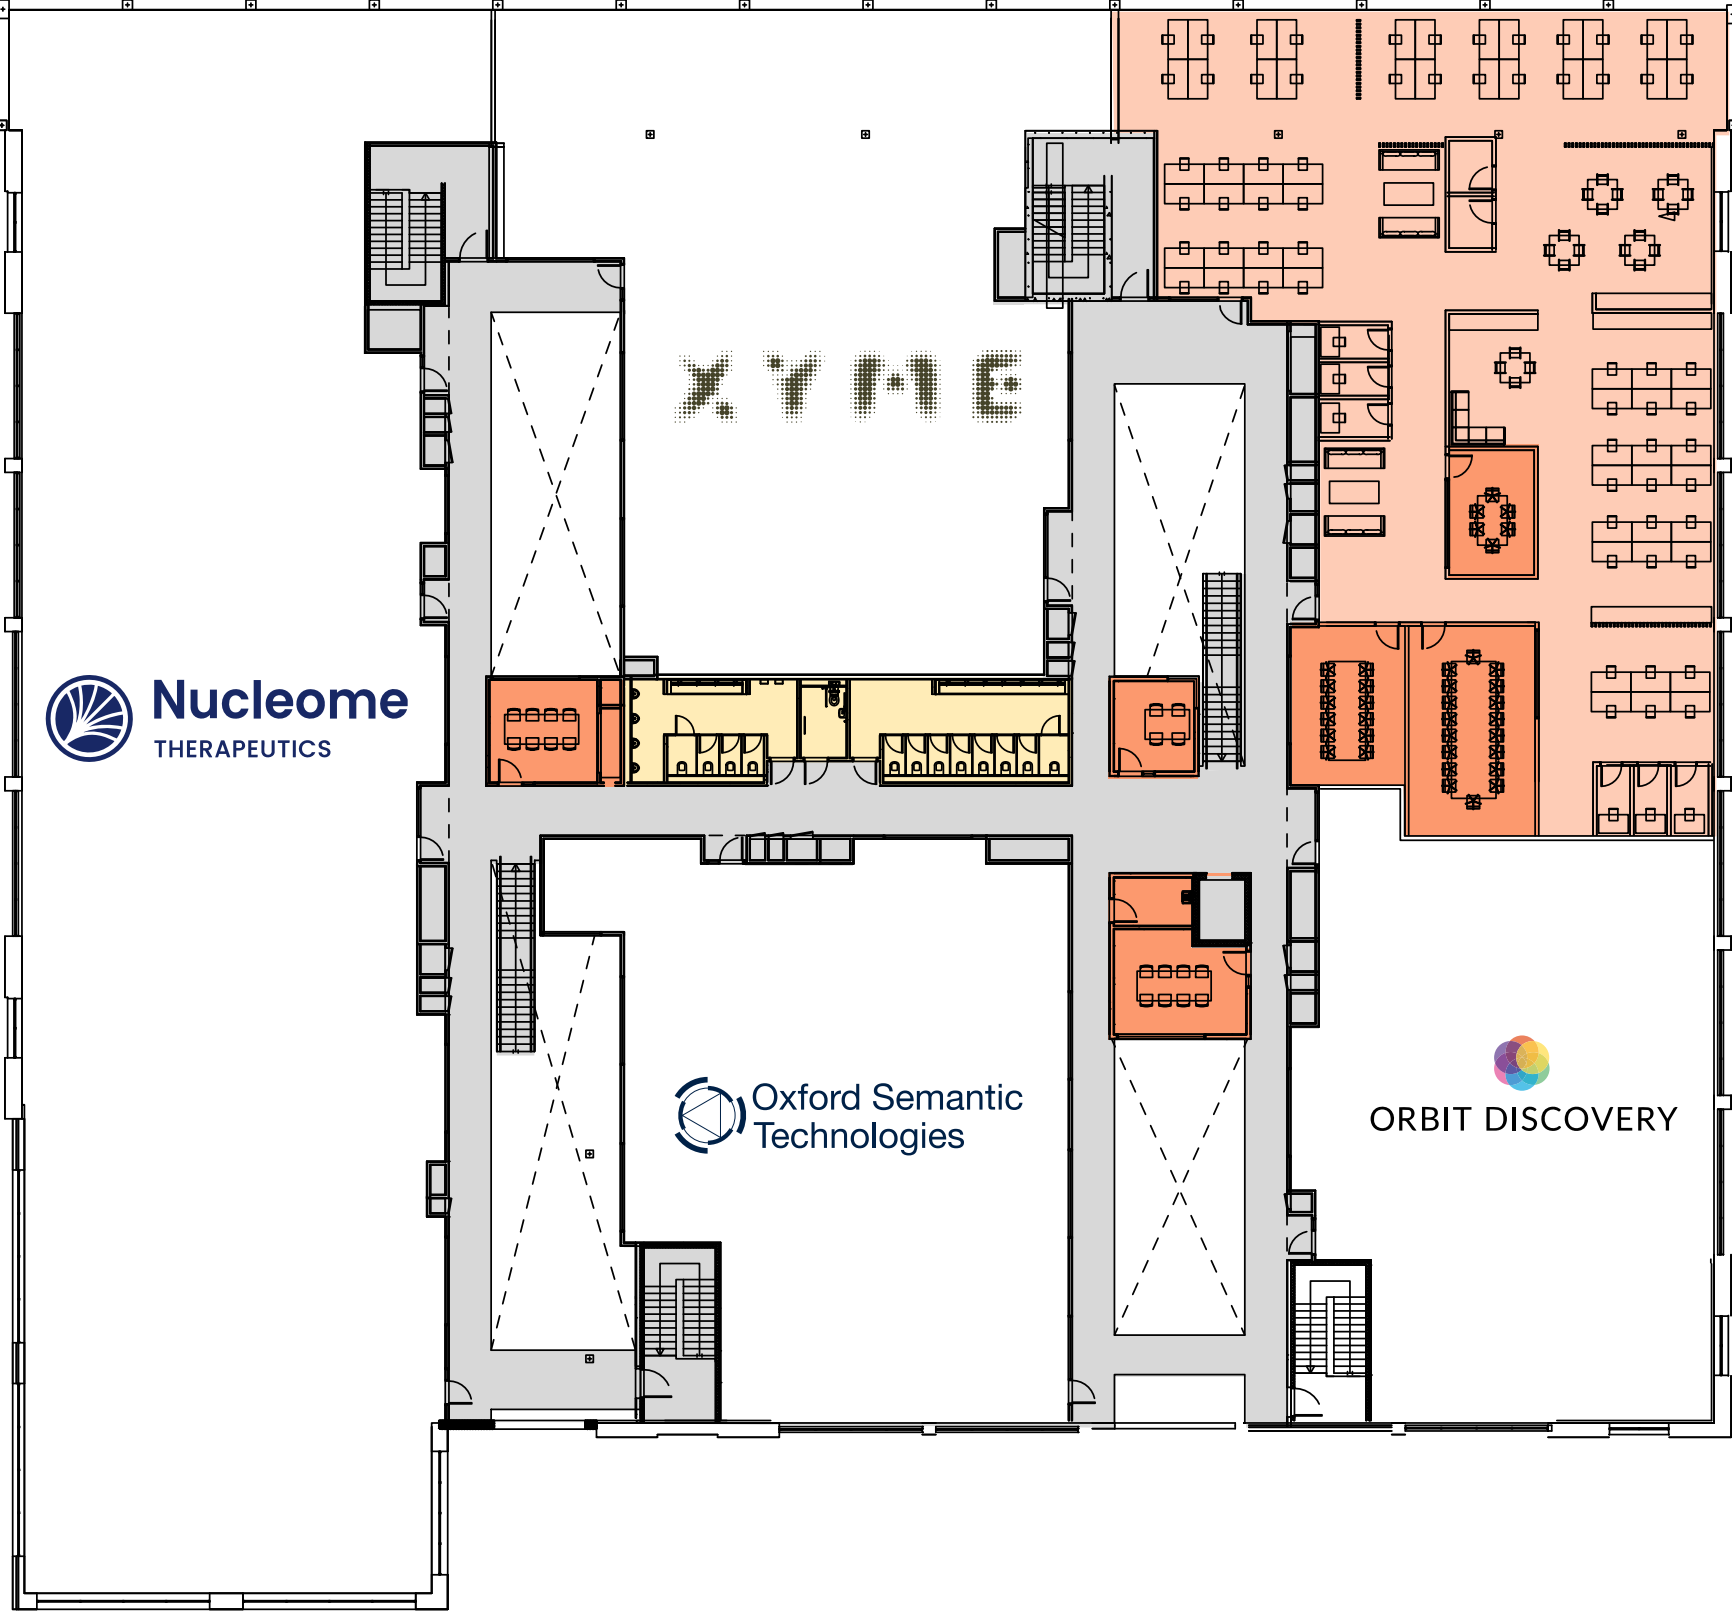 XYME
Nucleome
THERAPEUTICS
Oxford Semantic
Technologies
ORBIT DISCOVERY